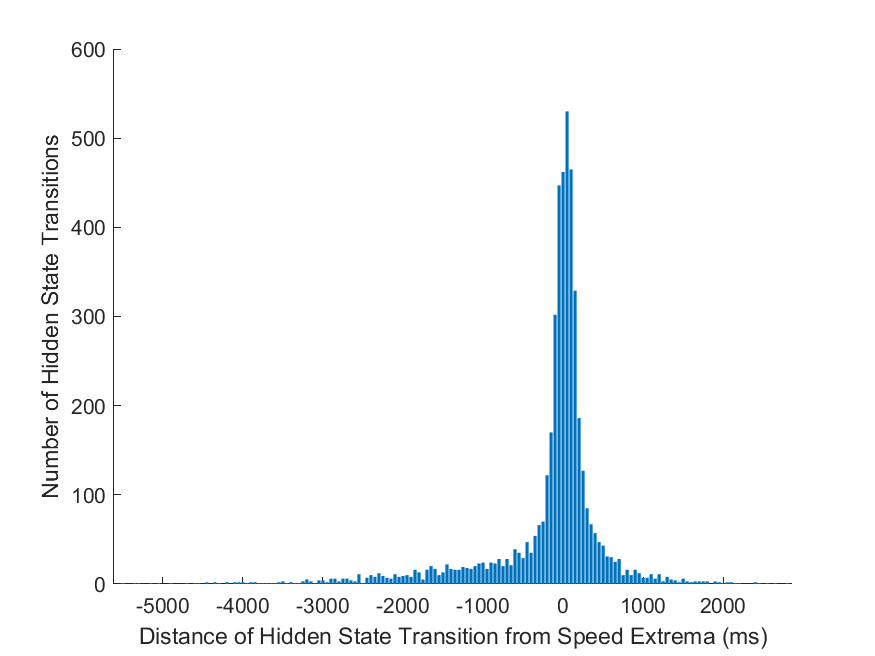 600
500
400
300
200
100
0
Number of Hidden State Transitions
-5000 -4000 -3000 -2000 -1000 0 1000 2000
Distance of Hidden State Transition from Speed Extrema (ms)